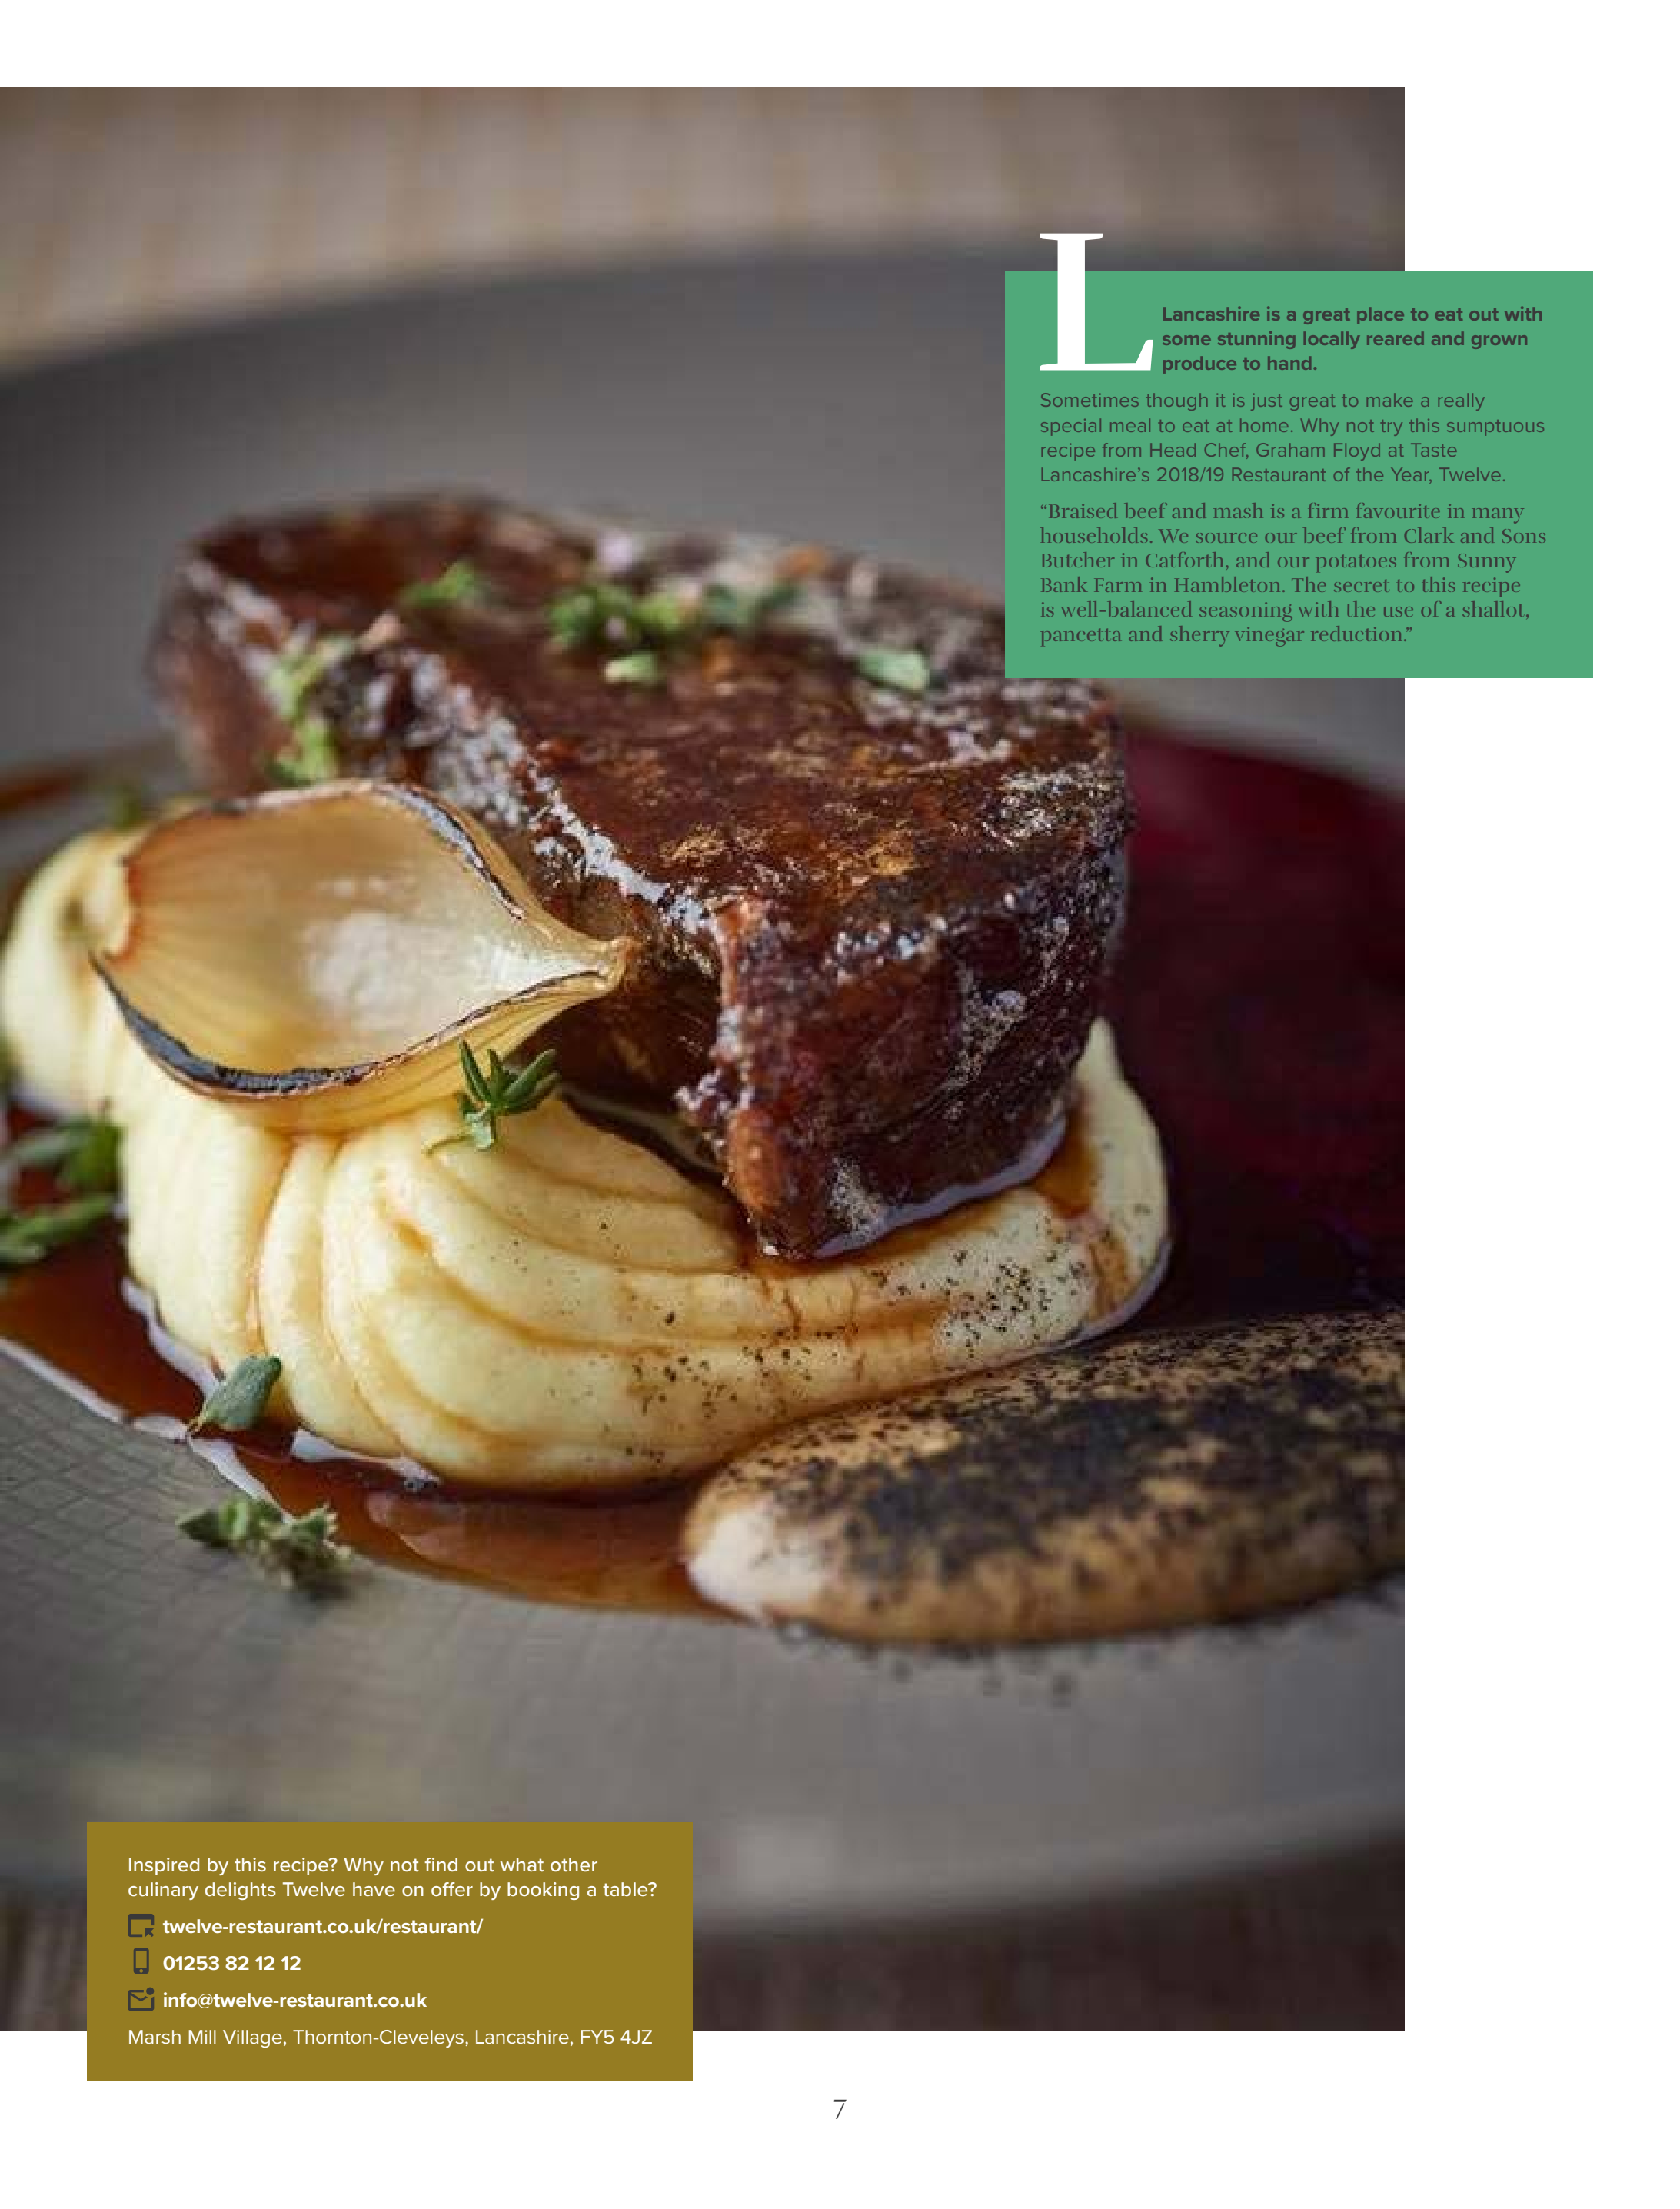 L
Lancashire is a great place to eat out with
some stunning locally reared and grown
produce to hand.
Sometimes though it is just great to make a really
special meal to eat at home. Why not try this sumptuous
recipe from Head Chef, Graham Floyd at Taste
Lancashire’s 2018/19 Restaurant of the Year, Twelve.
“Braised beef and mash is a firm favourite in many
households. We source our beef from Clark and Sons
Butcher in Catforth, and our potatoes from Sunny
Bank Farm in Hambleton. The secret to this recipe
is well-balanced seasoning with the use of a shallot,
pancetta and sherry vinegar reduction.”
Inspired by this recipe? Why not find out what other
culinary delights Twelve have on offer by booking a table?
twelve-restaurant.co.uk/restaurant/
01253 82 12 12
info@twelve-restaurant.co.uk
Marsh Mill Village, Thornton-Cleveleys, Lancashire, FY5 4JZ
7